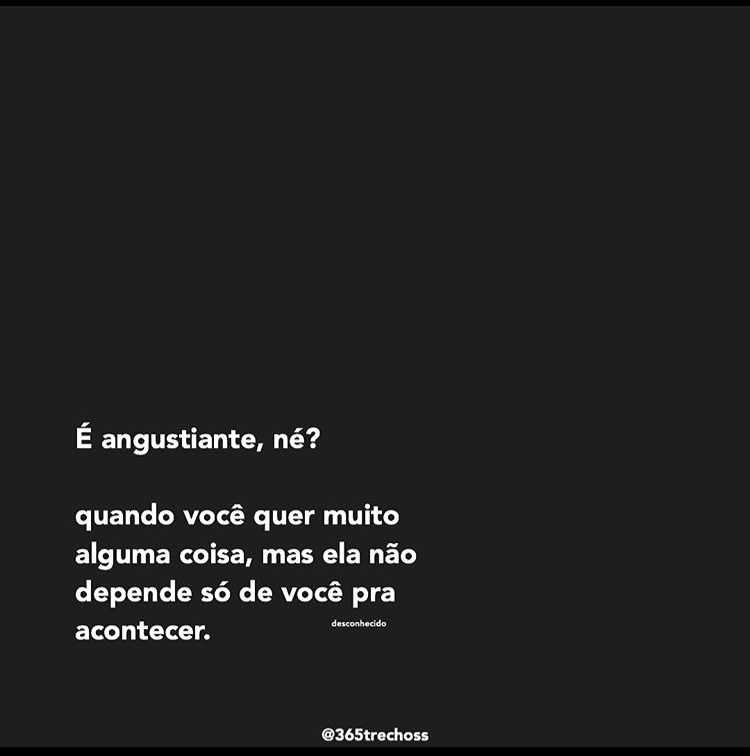 É angustiante, né?
quando você quer muito
alguma coisa, mas ela não
depende só de você pra
acontecer.
desconhecido
@365trechoss